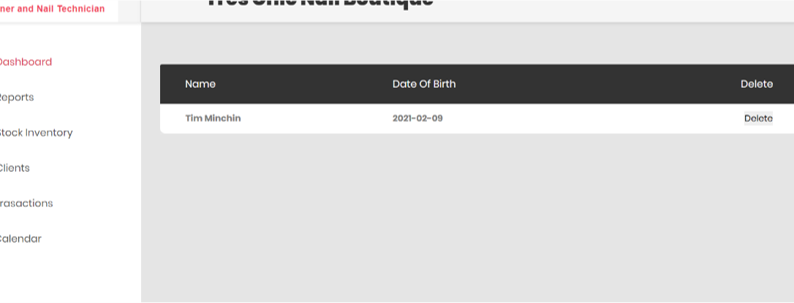 ner and Nail Technician
Tres Chic Nail Boutique
Dashboard
Reports
Stock Inventory
Clients
rasactions
Calendar
Name Date Of Birth Delete
Tim Minchin 2021-02-09 Delete